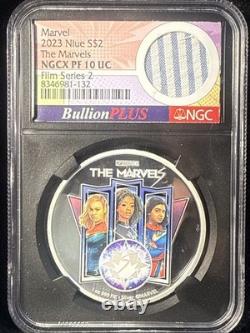 Marvel
2023 Niue S$2
The Marvels
NGCX PF 10 UC
Film Series 2
8346981-132
BullionPLUS
NGC
THE MARVELS